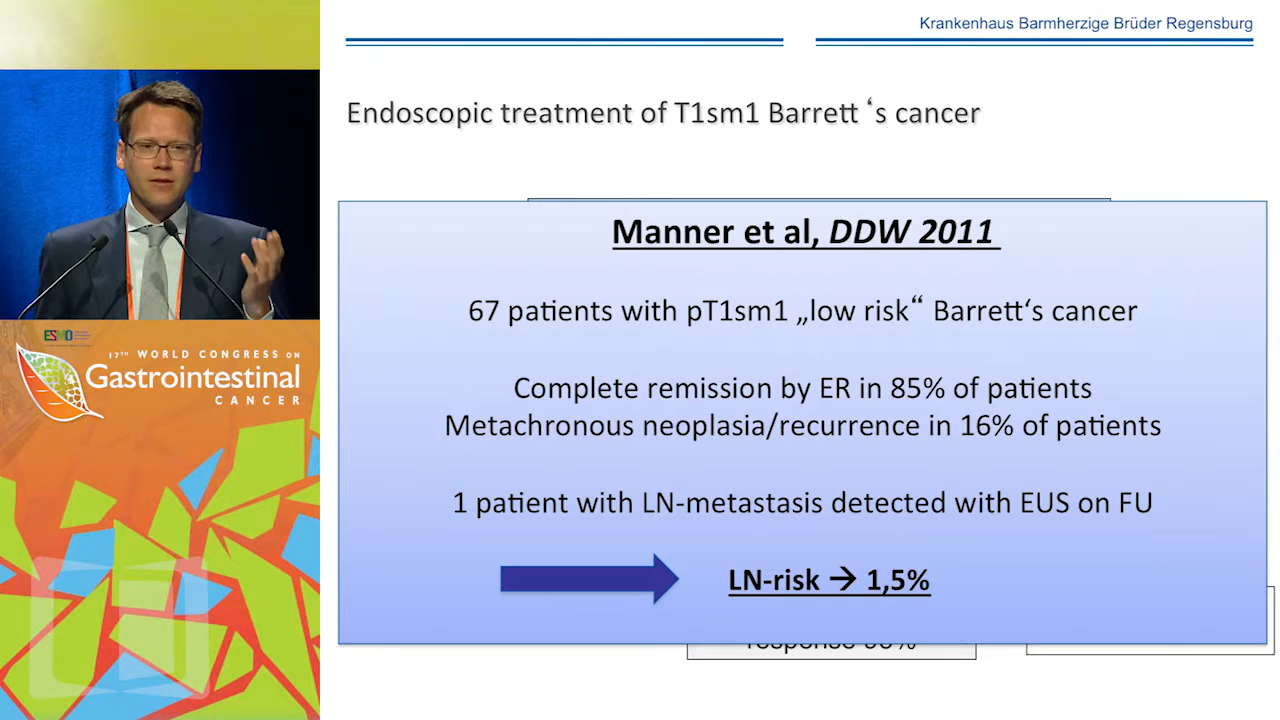 Krankenhaus Barmherzige Brüder Regensburg
Endoscopic treatment of T1sm1 Barrett ‘s cancer
Manner et al, DDW 2011
67 patients with pT1sm1 „low risk“ Barrett‘s cancer
Complete remission by ER in 85% of patients
Metachronous neoplasia/recurrence in 16% of patients
1 patient with LN-metastasis detected with EUS on FU
LN-risk → 1,5%
ESMO
17TH WORLD CONGRESS ON
Gastrointestinal
CANCER